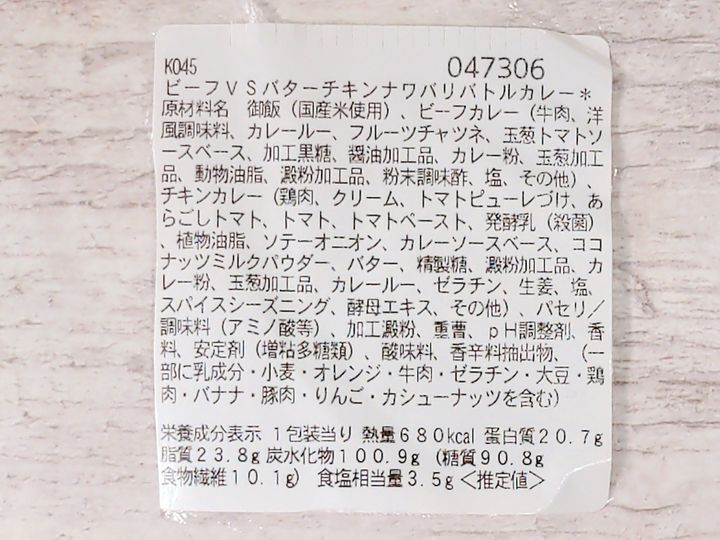 K045 047306
ビーフVSバターチキンナワバリバトルカレー＊
原材料名　御飯（国産米使用）、ビーフカレー（牛肉、洋
風調味料、カレールー、フルーツチャツネ、玉葱トマトソ
ースベース、加工黒糖、醤油加工品、カレー粉、玉葱加工
品、動物油脂、澱粉加工品、粉末調味酢、塩、その他）、
チキンカレー（鶏肉、クリーム、トマトピューレづけ、あ
らごしトマト、トマト、トマトペースト、発酵乳（殺菌）
、植物油脂、ソテーオニオン、カレーソースベース、ココ
ナッツミルクパウダー、バター、精製糖、澱粉加工品、カ
レー粉、玉葱加工品、カレールー、ゼラチン、生姜、塩、
スパイスシーズニング、酵母エキス、その他）、パセリ／
調味料（アミノ酸等）、加工澱粉、重曹、ｐＨ調整剤、香
料、安定剤（増粘多糖類）、酸味料、香辛料抽出物、（一
部に乳成分・小麦・オレンジ・牛肉・ゼラチン・大豆・鶏
肉・バナナ・豚肉・りんご・カシューナッツを含む）
栄養成分表示 1包装当り 熱量680kcal 蛋白質20.7g
脂質23.8g 炭水化物100.9g（糖質90.8g
食物繊維10.1g）　食塩相当量3.5g＜推定値＞